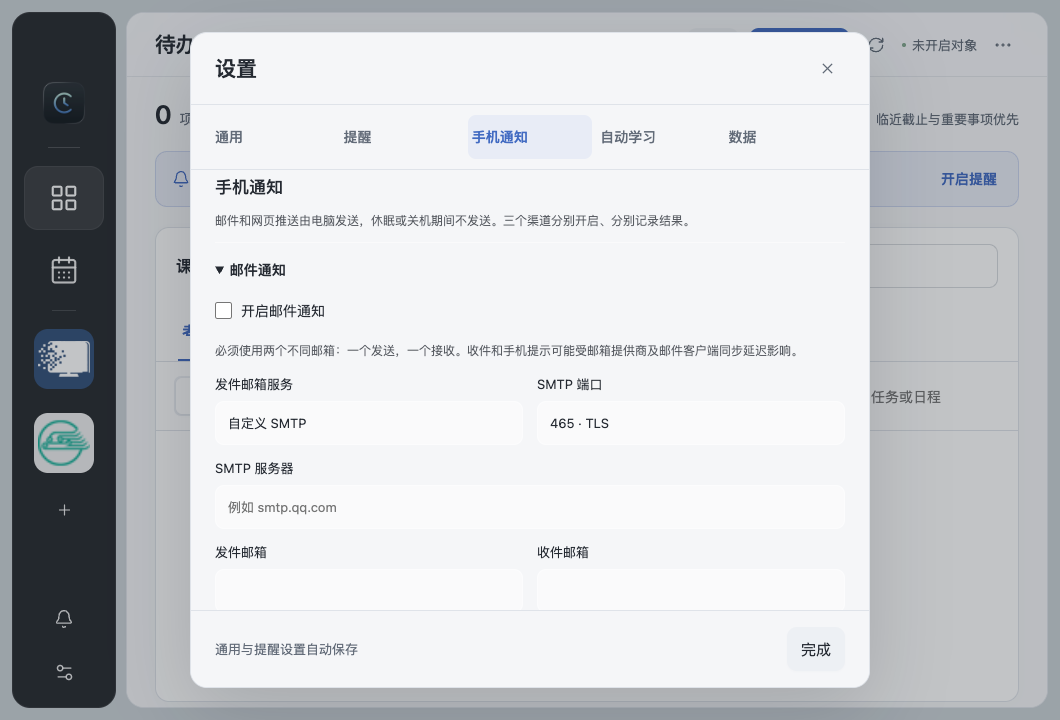 待办
未开启对象
0 项
临近截止与重要事项优先
开启提醒
课
任务或日程
设置
通用
提醒
手机通知
自动学习
数据
手机通知
邮件和网页推送由电脑发送，休眠或关机期间不发送。三个渠道分别开启、分别记录结果。
▼ 邮件通知
开启邮件通知
必须使用两个不同邮箱：一个发送，一个接收。收件和手机提示可能受邮箱提供商及邮件客户端同步延迟影响。
发件邮箱服务
SMTP 端口
自定义 SMTP
465 · TLS
SMTP 服务器
例如 smtp.qq.com
发件邮箱
收件邮箱
通用与提醒设置自动保存
完成